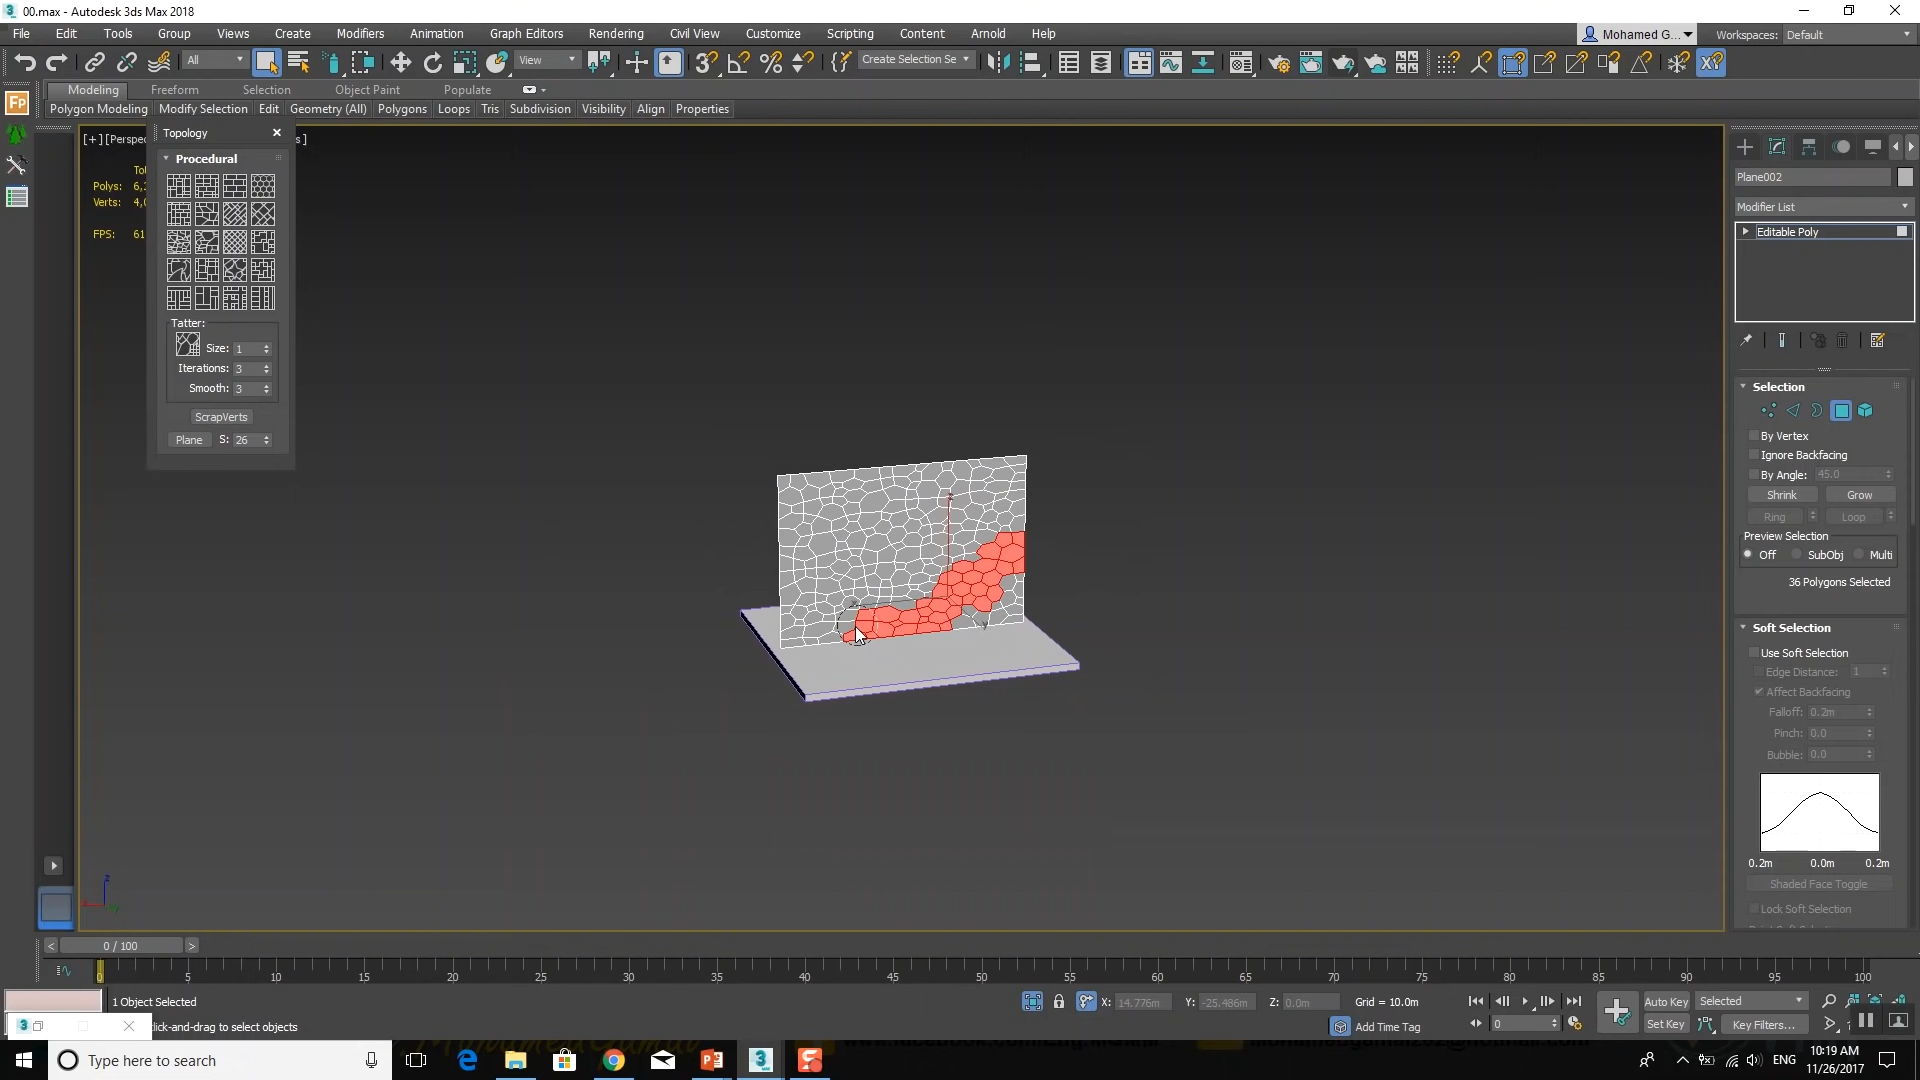 00.max - Autodesk 3ds Max 2018
File Edit Tools Group Views Create Modifiers Animation Graph Editors Rendering Civil View Customize Scripting Content Arnold Help
Mohamed G... Workspaces: Default
All View Create Selection Se
Modeling Freeform Selection Object Paint Populate
Polygon Modeling Modify Selection Edit Geometry (All) Polygons Loops Tris Subdivision Visibility Align Properties
Topology
[+][Perspe s]
Procedural
Polys: 6,
Verts: 4,
FPS: 61
Tatter:
Size: 1
Iterations: 3
Smooth: 3
ScrapVerts
Plane S: 26
Plane002
Modifier List
Editable Poly
Selection
By Vertex
Ignore Backfacing
By Angle: 45.0
Shrink Grow
Ring Loop
Preview Selection
Off SubObj Multi
36 Polygons Selected
Soft Selection
Use Soft Selection
Edge Distance: 1
Affect Backfacing
Falloff: 0.2m
Pinch: 0.0
Bubble: 0.0
0.2m 0.0m 0.2m
Shaded Face Toggle
Lock Soft Selection
0 / 100
0 5 10 15 20 25 30 35 40 45 50 55 60 65 70 75 80 85 90 95 100
1 Object Selected
X: 14.776m Y: -25.486m Z: 0.0m Grid = 10.0m
Auto Key Selected
click-and-drag to select objects
Add Time Tag
0
Set Key Key Filters...
Type here to search
ENG
10:19 AM
11/26/2017